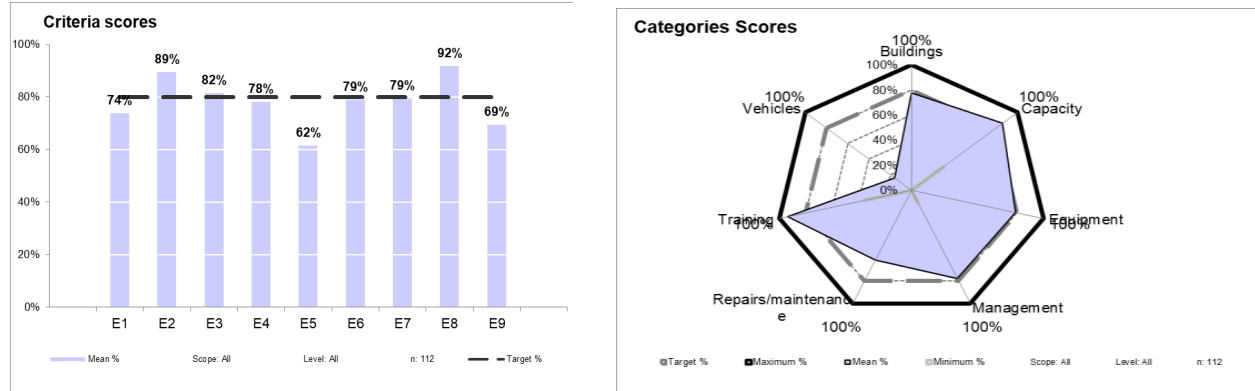 Criteria scores
100%
80%
60%
40%
20%
0%
74%
89%
82%
78%
62%
79%
79%
92%
69%
E1 E2 E3 E4 E5 E6 E7 E8 E9
Mean % Scope: All Level: All n: 112 Target %
Categories Scores
100%
Buildings
100%
80%
60%
40%
20%
0%
100%
Capacity
Equipment
100%
Management
100%
Repairs/maintenanc
e
100%
Training
100%
100%
Vehicles
Target % Maximum % Mean % Minimum % Scope: All Level: All n: 112